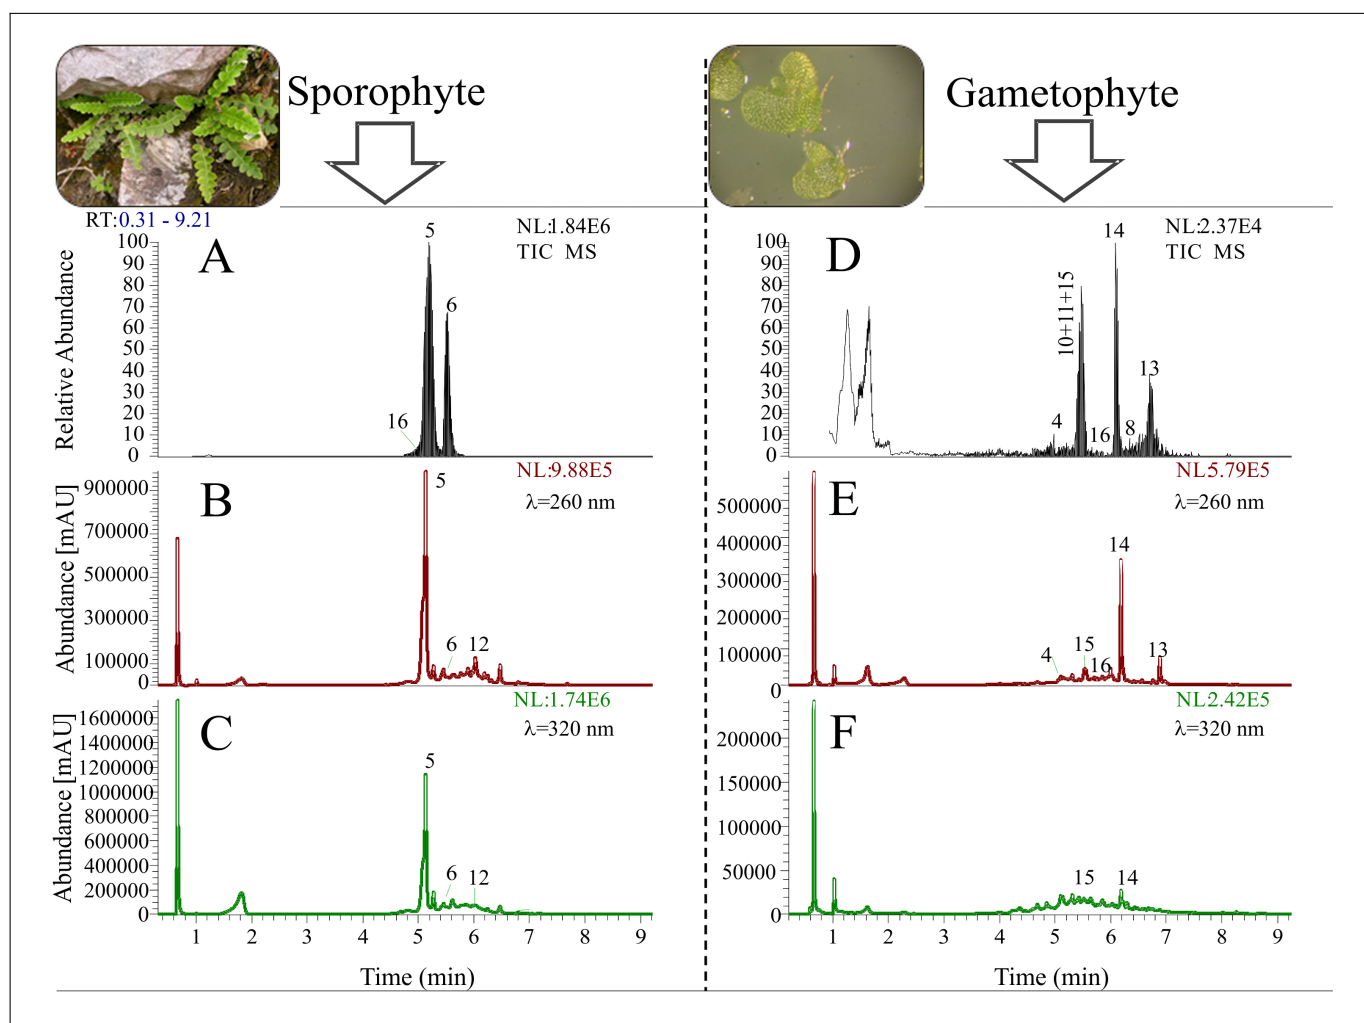 Sporophyte
Gametophyte
RT:0.31 - 9.21
A
5
6
16
NL:1.84E6
TIC MS
Relative Abundance
100
90
80
70
60
50
40
30
20
10
0
B
5
6
12
NL:9.88E5
λ=260 nm
Abundance [mAU]
900000
700000
500000
300000
100000
0
C
5
6
12
NL:1.74E6
λ=320 nm
Abundance [mAU]
1600000
1400000
1200000
1000000
800000
600000
400000
200000
0
1 2 3 4 5 6 7 8 9
Time (min)
D
14
10+11+15
13
4
16
8
NL:2.37E4
TIC MS
100
90
80
70
60
50
40
30
20
10
0
E
14
4
15
16
13
NL5.79E5
λ=260 nm
500000
400000
300000
200000
100000
0
F
15
14
NL2.42E5
λ=320 nm
200000
150000
100000
50000
0
1 2 3 4 5 6 7 8 9
Time (min)